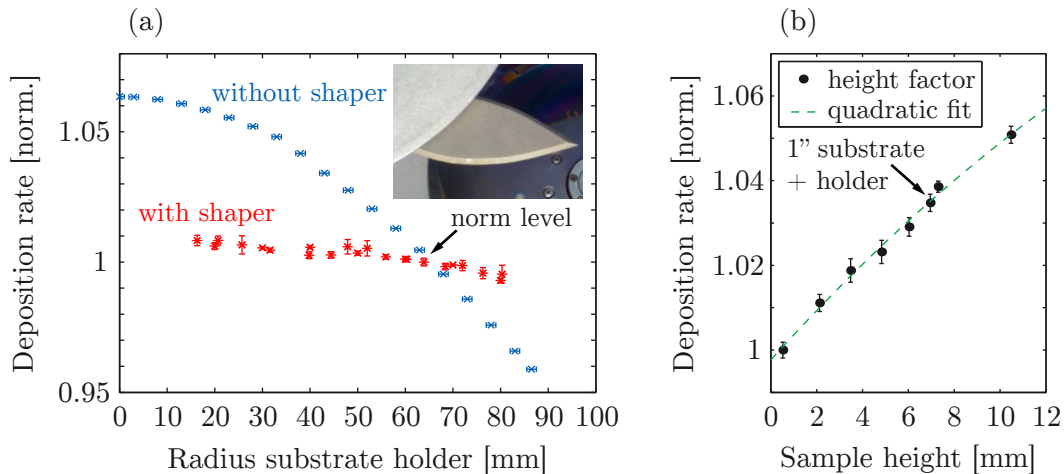 (a)
Deposition rate [norm.]
1.05
1
0.95
without shaper
with shaper
norm level
0 10 20 30 40 50 60 70 80 90 100
Radius substrate holder [mm]
(b)
Deposition rate [norm.]
1.06
1.04
1.02
1
height factor
quadratic fit
1" substrate
+ holder
0 2 4 6 8 10 12
Sample height [mm]